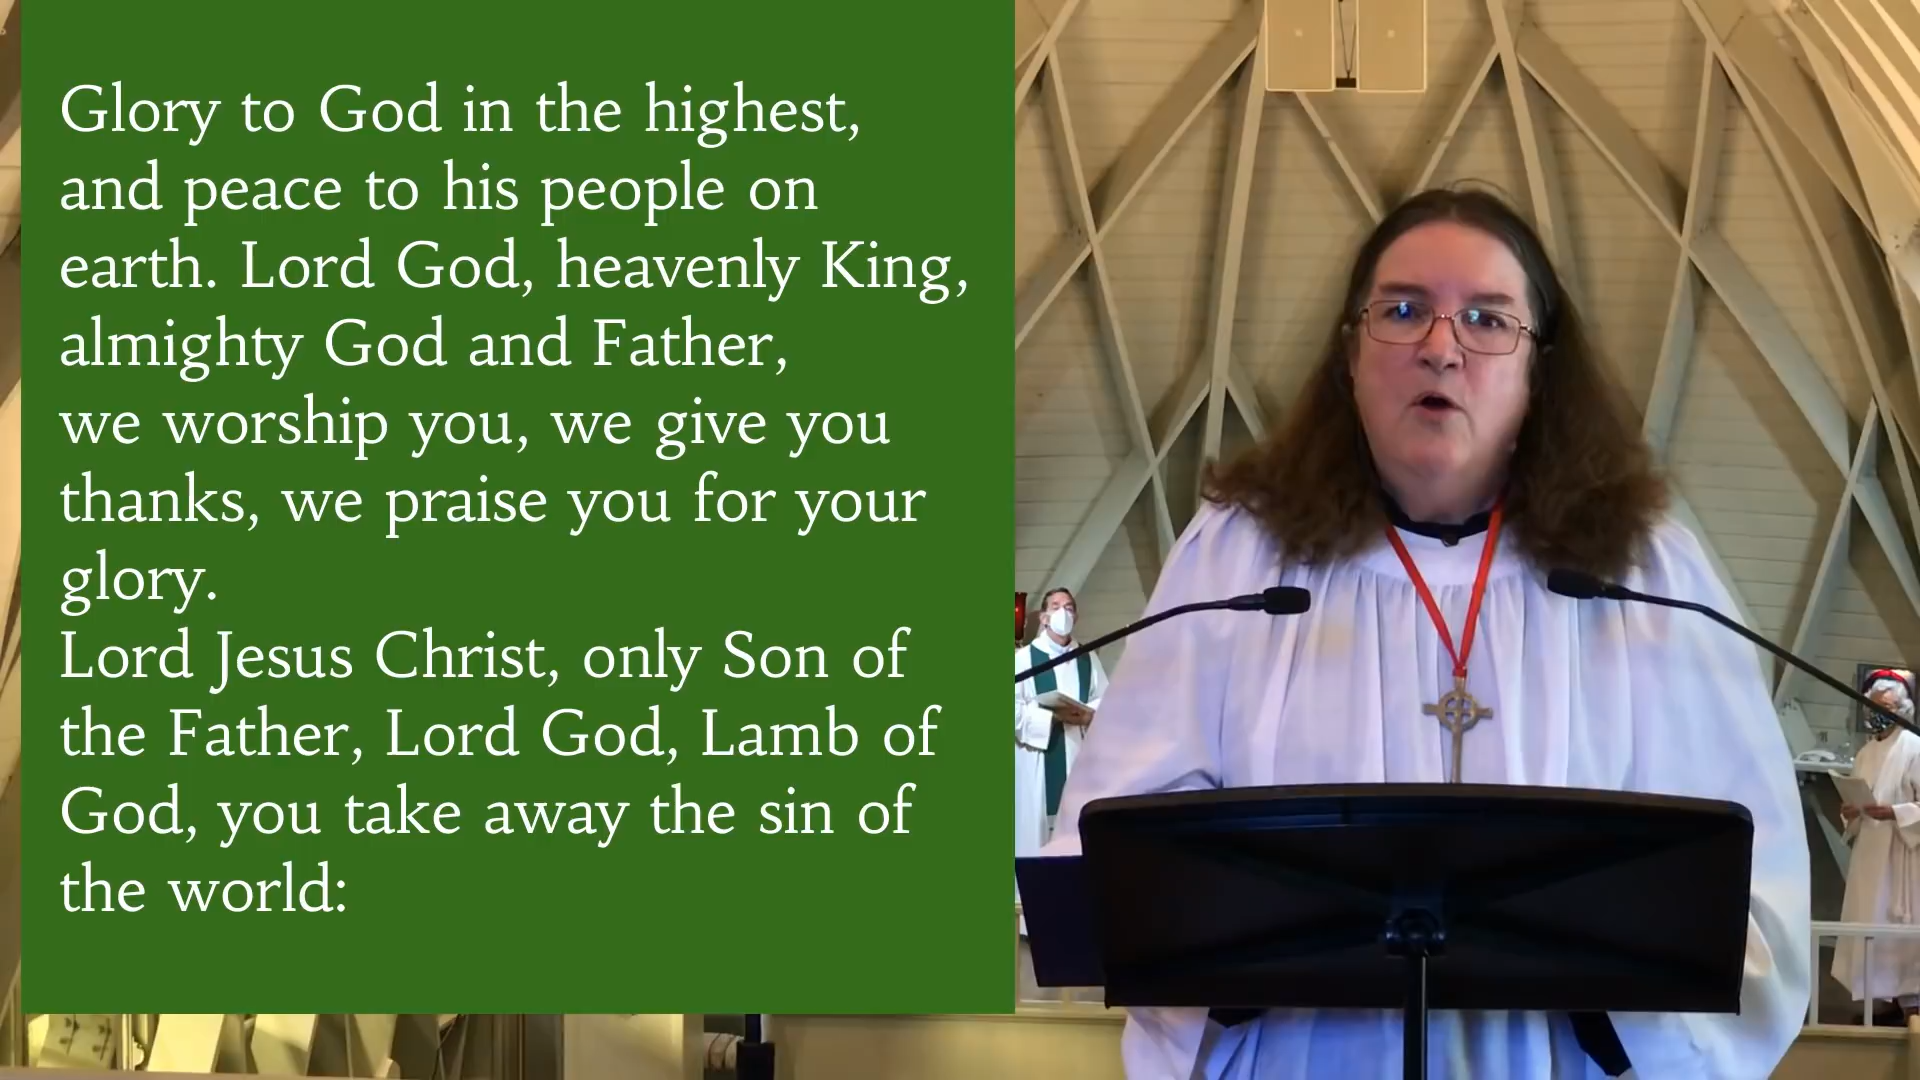 Glory to God in the highest,
and peace to his people on
earth. Lord God, heavenly King,
almighty God and Father,
we worship you, we give you
thanks, we praise you for your
glory.
Lord Jesus Christ, only Son of
the Father, Lord God, Lamb of
God, you take away the sin of
the world: